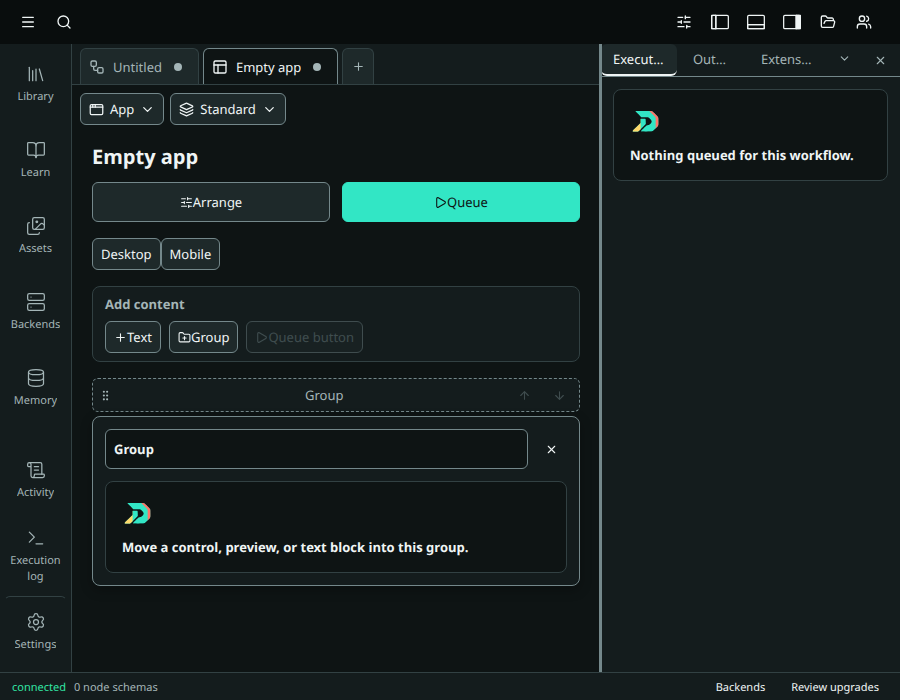 Untitled
Empty app
Execut...
Out...
Extens...
Library
Learn
Assets
Backends
Memory
Activity
Execution
log
Settings
App
Standard
Empty app
Arrange
Queue
Desktop
Mobile
Add content
Text
Group
Queue button
Group
Group
Move a control, preview, or text block into this group.
Nothing queued for this workflow.
connected
0 node schemas
Backends
Review upgrades